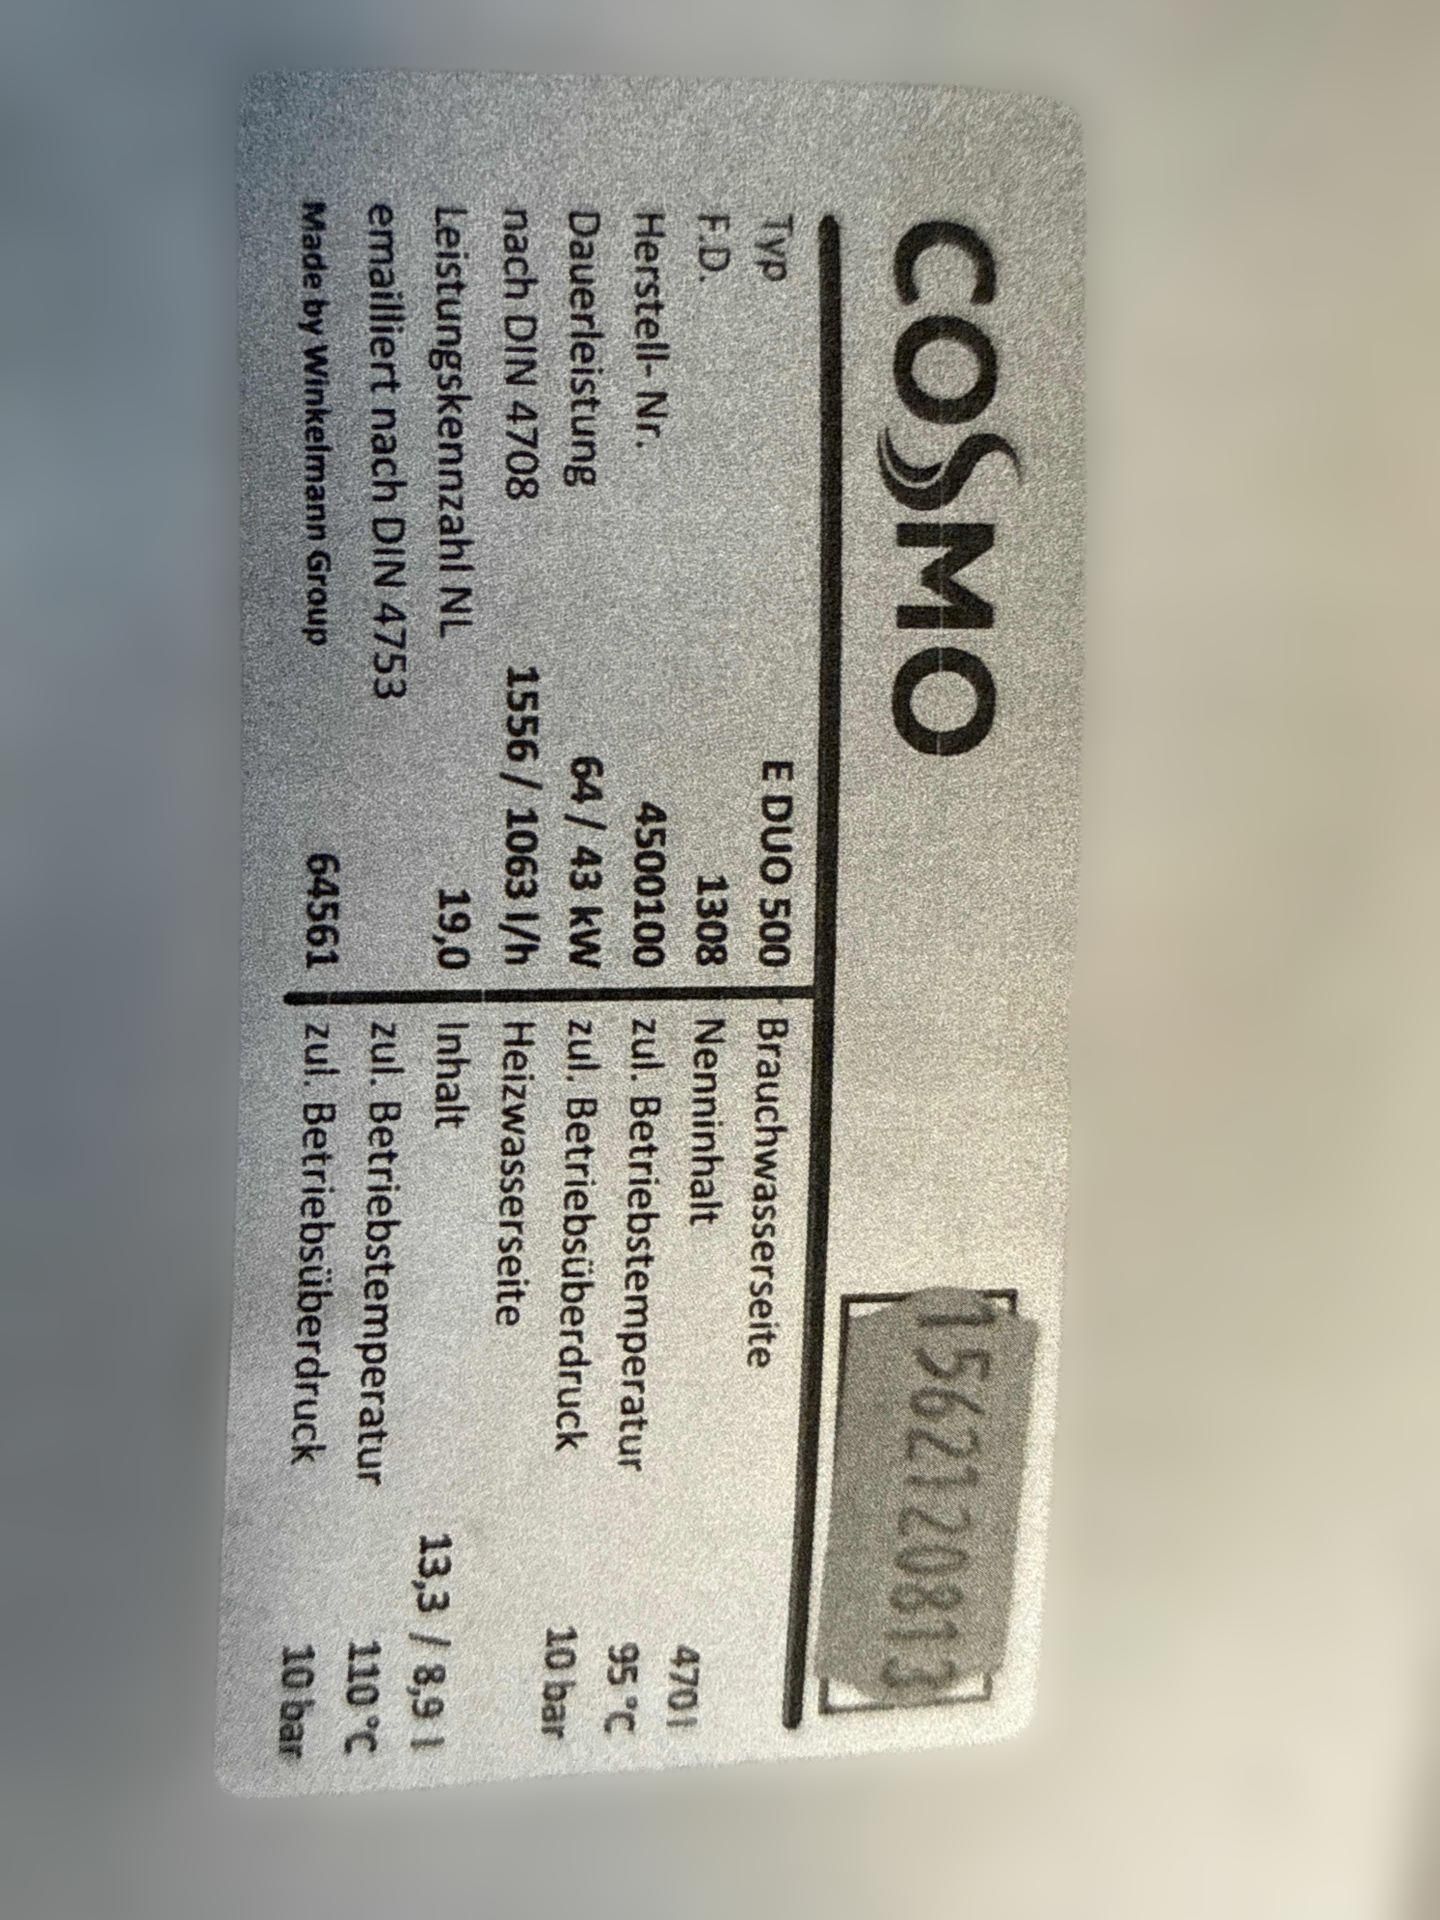 COSMO
1562120813
Typ E DUO 500
F.D. 1308
Herstell- Nr. 4500100
Dauerleistung 64 / 43 kW
nach DIN 4708 1556 / 1063 l/h
Leistungskennzahl NL 19,0
emailliert nach DIN 4753
Made by Winkelmann Group 64561
Brauchwasserseite
Nenninhalt 470 l
zul. Betriebstemperatur 95 °C
zul. Betriebsüberdruck 10 bar
Heizwasserseite
Inhalt 13,3 / 8,9 l
zul. Betriebstemperatur 110 °C
zul. Betriebsüberdruck 10 bar